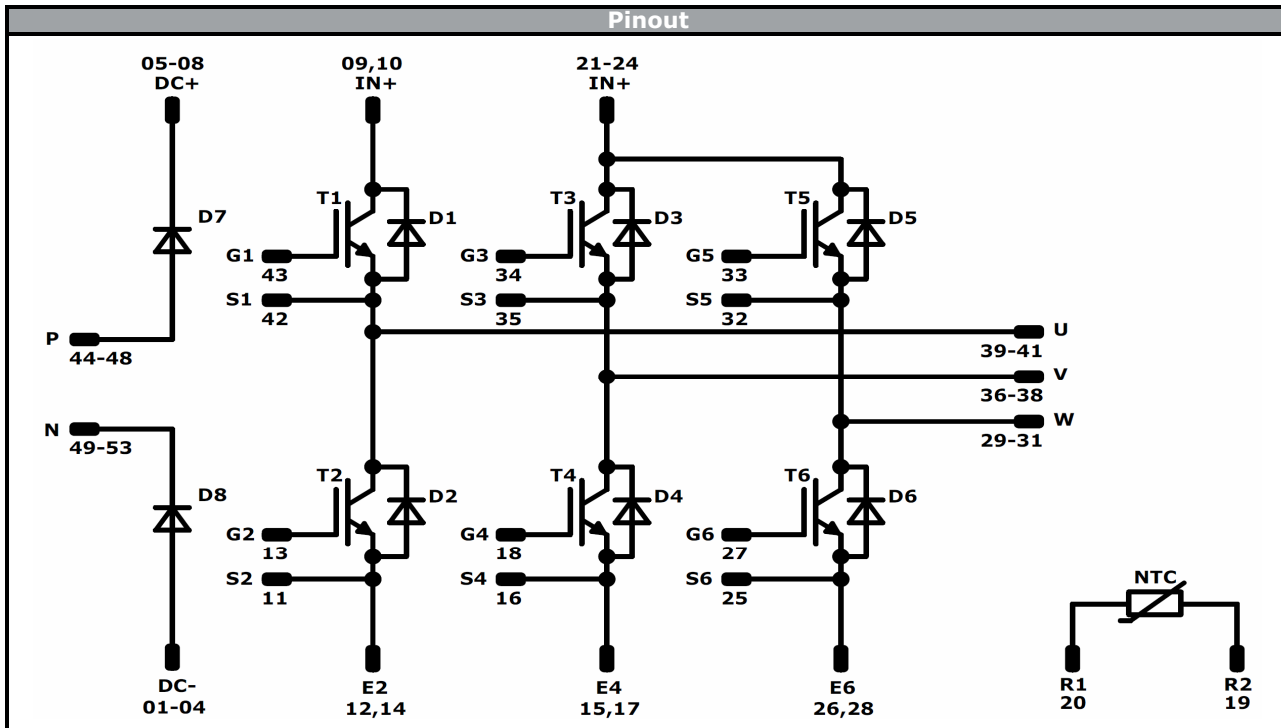 Pinout
05-08
DC+
09,10
IN+
21-24
IN+
T1
D1
T3
D3
T5
D5
D7
G1
43
G3
34
G5
33
S1
42
S3
35
S5
32
P
44-48
U
39-41
V
36-38
W
29-31
N
49-53
D8
T2
D2
T4
D4
T6
D6
G2
13
G4
18
G6
27
S2
11
S4
16
S6
25
NTC
DC-
01-04
E2
12,14
E4
15,17
E6
26,28
R1
20
R2
19